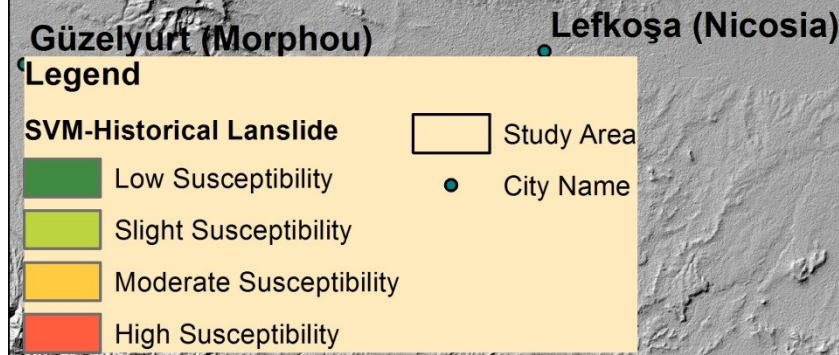 Güzelyurt (Morphou)
Lefkoşa (Nicosia)
Legend
SVM-Historical Lanslide
Low Susceptibility
Slight Susceptibility
Moderate Susceptibility
High Susceptibility
Study Area
City Name